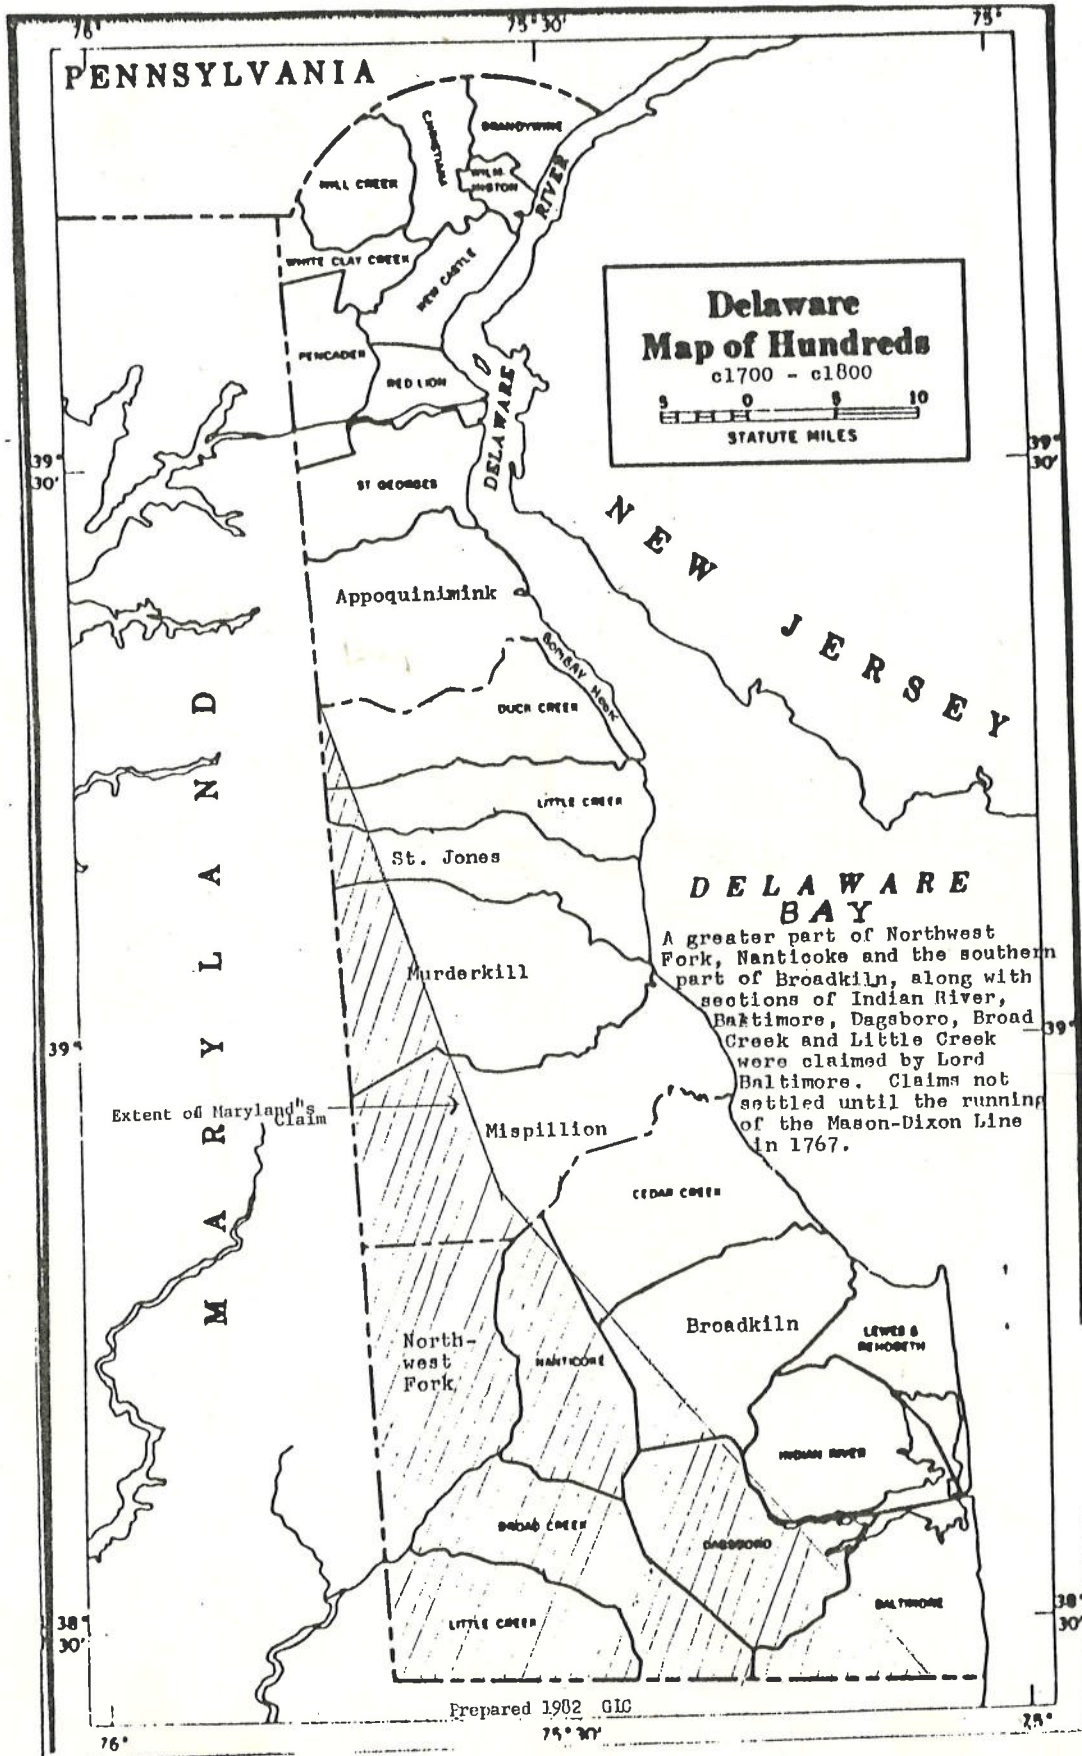 76°
75°30'
75°
PENNSYLVANIA
BRANDYWINE
CHRISTIANA
MILL CREEK
WILM-
INGTON
RIVER
WHITE CLAY CREEK
NEW CASTLE
Delaware
Map of Hundreds
c1700 - c1800
5 0 5 10
STATUTE MILES
PENCADER
RED LION
DELAWARE
39°
30'
39°
30'
ST GEORGES
NEW JERSEY
Appoquinimink
BOMBAY HOOK
DUCK CREEK
MARYLAND
LITTLE CREEK
St. Jones
DELAWARE
BAY
A greater part of Northwest
Fork, Nanticoke and the southern
part of Broadkiln, along with
sections of Indian River,
Baltimore, Dagsboro, Broad
Creek and Little Creek
were claimed by Lord
Baltimore. Claims not
settled until the running
of the Mason-Dixon Line
in 1767.
Murderkill
39°
39°
Extent of Maryland"s
Claim
Mispillion
CEDAR CREEK
Broadkiln
LEWES &
REHOBETH
North-
west
Fork
NANTICOKE
INDIAN RIVER
BROAD CREEK
DAGSBORO
BALTIMORE
LITTLE CREEK
38°
30'
38°
30'
Prepared 1982 GIC
76°
75°30'
75°